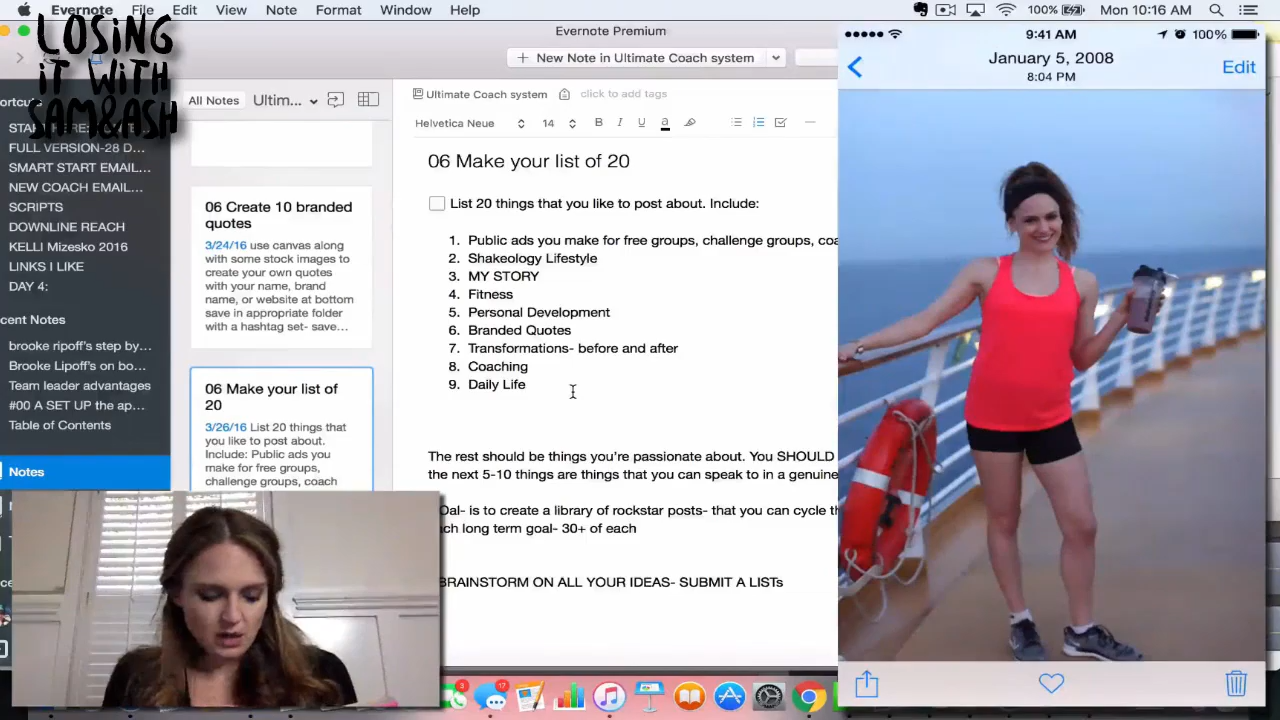 Evernote File Edit View Note Format Window Help
100% Mon 10:16 AM
LOSING
iT WiTH
SAM&ASH
Evernote Premium
New Note in Ultimate Coach system
All Notes Ultim...
Ultimate Coach system click to add tags
Helvetica Neue 14 B I U a
FULL VERSION-28 D...
SMART START EMAIL...
NEW COACH EMAIL...
SCRIPTS
DOWNLINE REACH
KELLI Mizesko 2016
LINKS I LIKE
DAY 4:
cent Notes
brooke ripoff's step by...
Brooke Lipoff's on bo...
Team leader advantages
#00 A SET UP the ap...
Table of Contents
Notes
06 Create 10 branded
quotes
3/24/16 use canvas along
with some stock images to
create your own quotes
with your name, brand
name, or website at bottom
save in appropriate folder
with a hashtag set- save...
06 Make your list of
20
3/26/16 List 20 things that
you like to post about.
Include: Public ads you
make for free groups,
challenge groups, coach
06 Make your list of 20
List 20 things that you like to post about. Include:
1. Public ads you make for free groups, challenge groups, coa
2. Shakeology Lifestyle
3. MY STORY
4. Fitness
5. Personal Development
6. Branded Quotes
7. Transformations- before and after
8. Coaching
9. Daily Life
The rest should be things you're passionate about. You SHOULD
the next 5-10 things are things that you can speak to in a genuine
Oal- is to create a library of rockstar posts- that you can cycle th
ch long term goal- 30+ of each
BRAINSTORM ON ALL YOUR IDEAS- SUBMIT A LISTs
9:41 AM 100%
January 5, 2008
8:04 PM
Edit
3 17